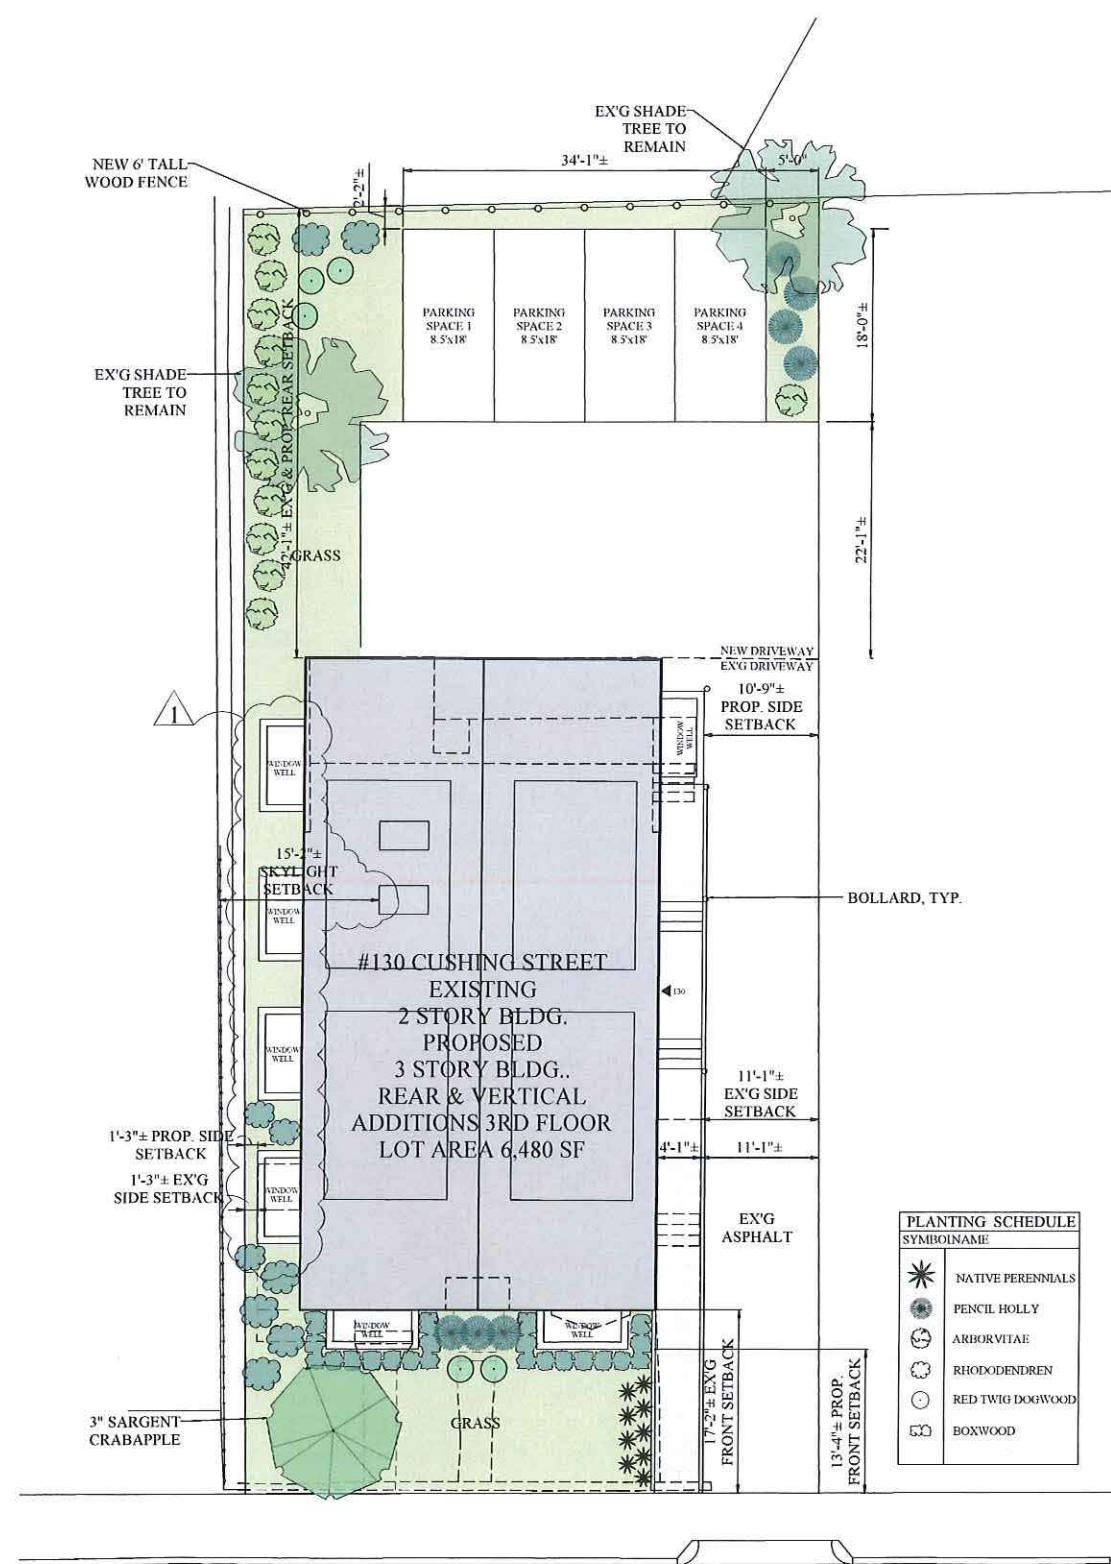 EX'G SHADE
TREE TO
REMAIN
34'-1"±
5'-0"
NEW 6' TALL
WOOD FENCE
2'-2"±
PARKING
SPACE 1
8.5'x18'
PARKING
SPACE 2
8.5'x18'
PARKING
SPACE 3
8.5'x18'
PARKING
SPACE 4
8.5'x18'
18'-0"±
EX'G SHADE
TREE TO
REMAIN
42'-1"± EX'G & PROP. REAR SETBACK
GRASS
22'-1"±
NEW DRIVEWAY
EX'G DRIVEWAY
10'-9"±
PROP. SIDE
SETBACK
1
WINDOW
WELL
WINDOW
WELL
15'-2"±
SKYLIGHT
SETBACK
WINDOW
WELL
BOLLARD, TYP.
#130 CUSHING STREET
EXISTING
2 STORY BLDG.
PROPOSED
3 STORY BLDG..
REAR & VERTICAL
ADDITIONS 3RD FLOOR
LOT AREA 6,480 SF
130
WINDOW
WELL
11'-1"±
EX'G SIDE
SETBACK
1'-3"± PROP. SIDE
SETBACK
4'-1"±
11'-1"±
1'-3"± EX'G
SIDE SETBACK
WINDOW
WELL
EX'G
ASPHALT
WINDOW
WELL
WINDOW
WELL
17'-2"± EX'G
FRONT SETBACK
13'-4"± PROP.
FRONT SETBACK
3" SARGENT
CRABAPPLE
GRASS
PLANTING SCHEDULE
SYMBOLNAME
NATIVE PERENNIALS
PENCIL HOLLY
ARBORVITAE
RHODODENDREN
RED TWIG DOGWOOD
BOXWOOD